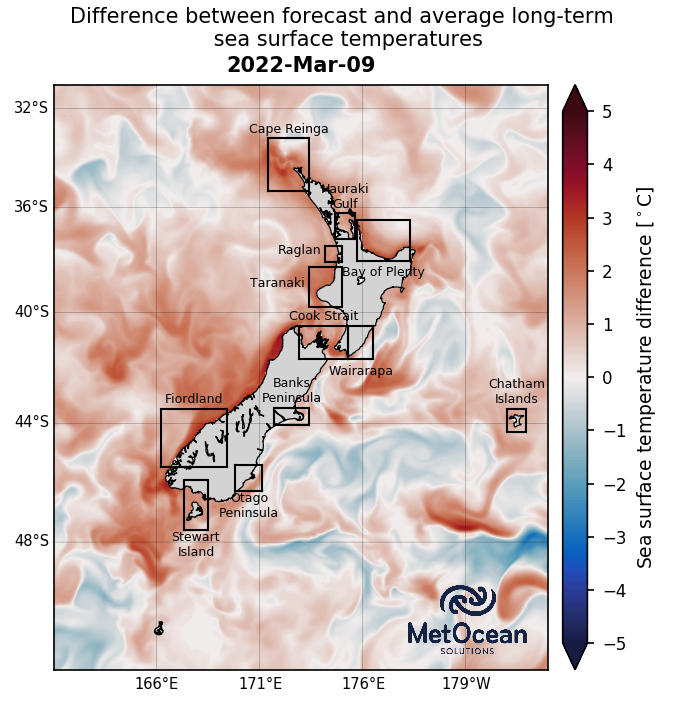 Difference between forecast and average long-term
sea surface temperatures
2022-Mar-09
32°S
36°S
40°S
44°S
48°S
166°E
171°E
176°E
179°W
Cape Reinga
Hauraki
Gulf
Raglan
Bay of Plenty
Taranaki
Cook Strait
Wairarapa
Banks
Peninsula
Fiordland
Chatham
Islands
Otago
Peninsula
Stewart
Island
MetOcean
SOLUTIONS
5
4
3
2
1
0
−1
−2
−3
−4
−5
Sea surface temperature difference [°C]